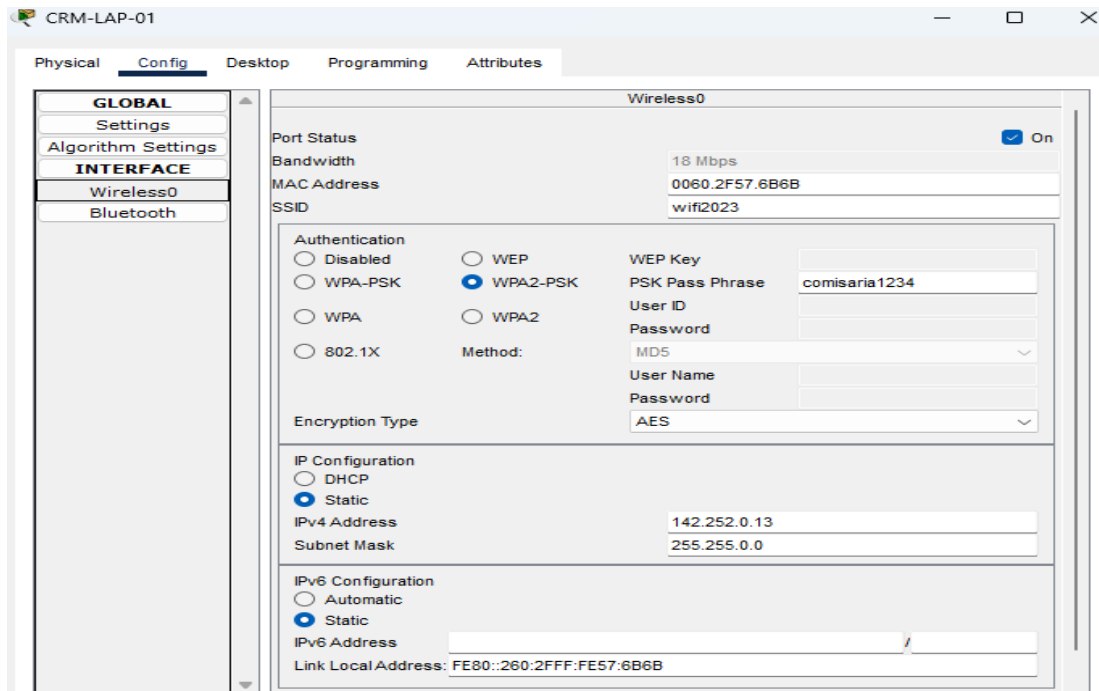 CRM-LAP-01
Physical Config Desktop Programming Attributes
GLOBAL
Settings
Algorithm Settings
INTERFACE
Wireless0
Bluetooth
Wireless0
Port Status On
Bandwidth 18 Mbps
MAC Address 0060.2F57.6B6B
SSID wifi2023
Authentication
Disabled WEP WEP Key
WPA-PSK WPA2-PSK PSK Pass Phrase comisaria1234
User ID
WPA WPA2
Password
802.1X Method: MD5
User Name
Password
Encryption Type AES
IP Configuration
DHCP
Static
IPv4 Address 142.252.0.13
Subnet Mask 255.255.0.0
IPv6 Configuration
Automatic
Static
IPv6 Address /
Link Local Address: FE80::260:2FFF:FE57:6B6B